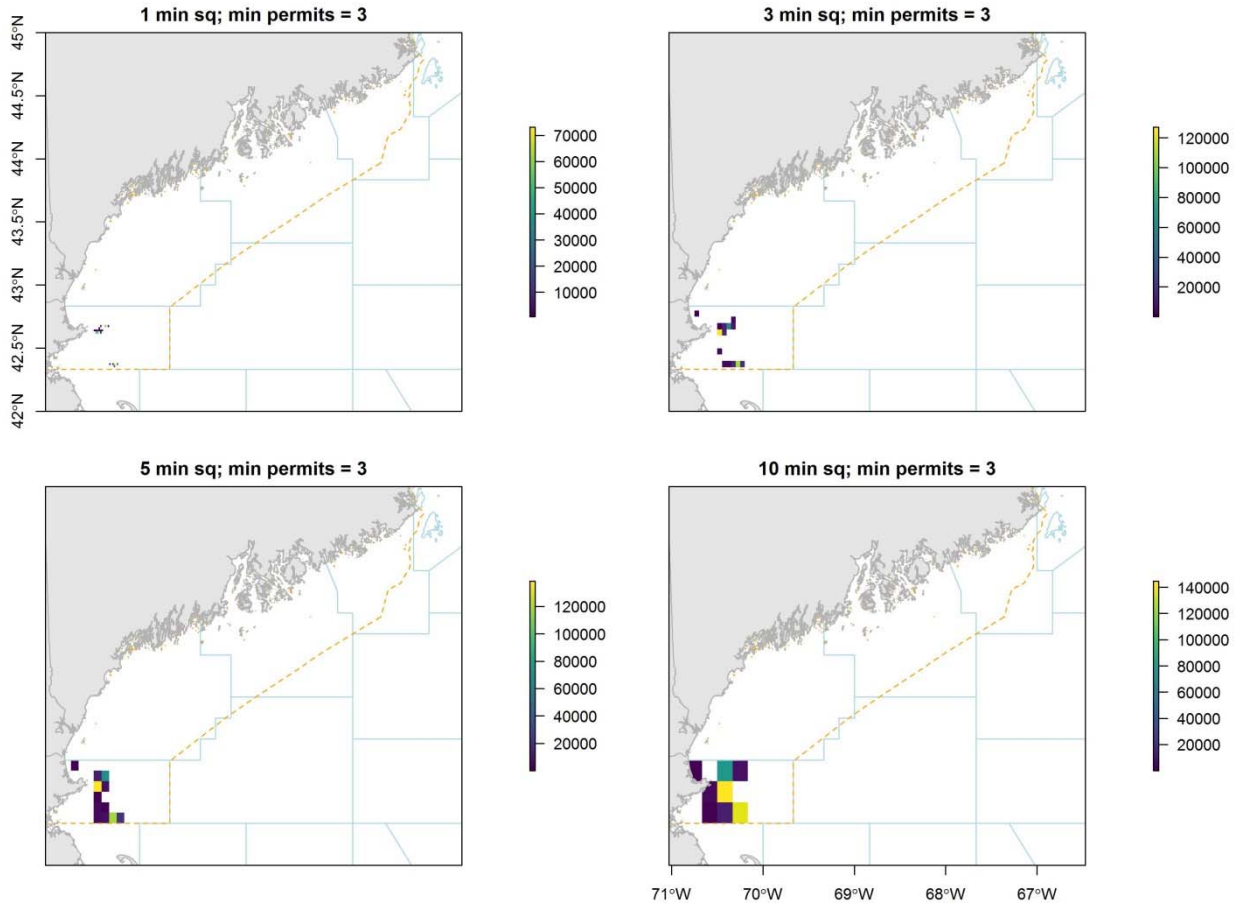 1 min sq; min permits = 3
45°N
44.5°N
44°N
43.5°N
43°N
42.5°N
42°N
70000
60000
50000
40000
30000
20000
10000
3 min sq; min permits = 3
120000
100000
80000
60000
40000
20000
5 min sq; min permits = 3
120000
100000
80000
60000
40000
20000
10 min sq; min permits = 3
140000
120000
100000
80000
60000
40000
20000
71°W 70°W 69°W 68°W 67°W